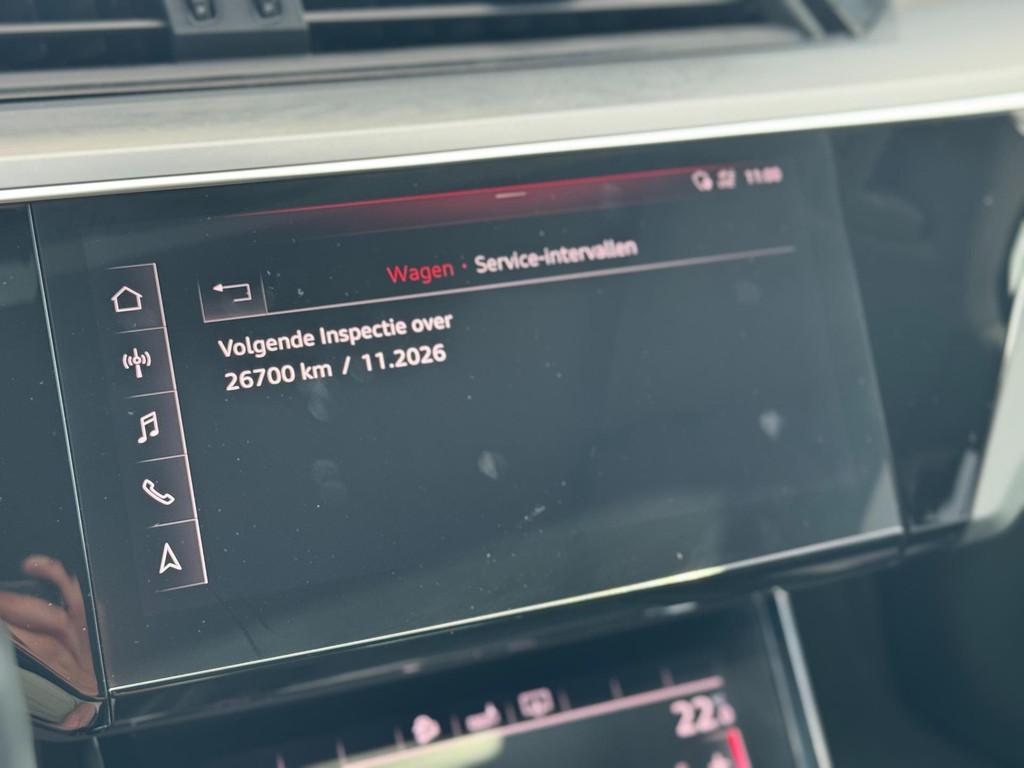 11:00
Wagen · Service-intervallen
Volgende Inspectie over
26700 km / 11.2026